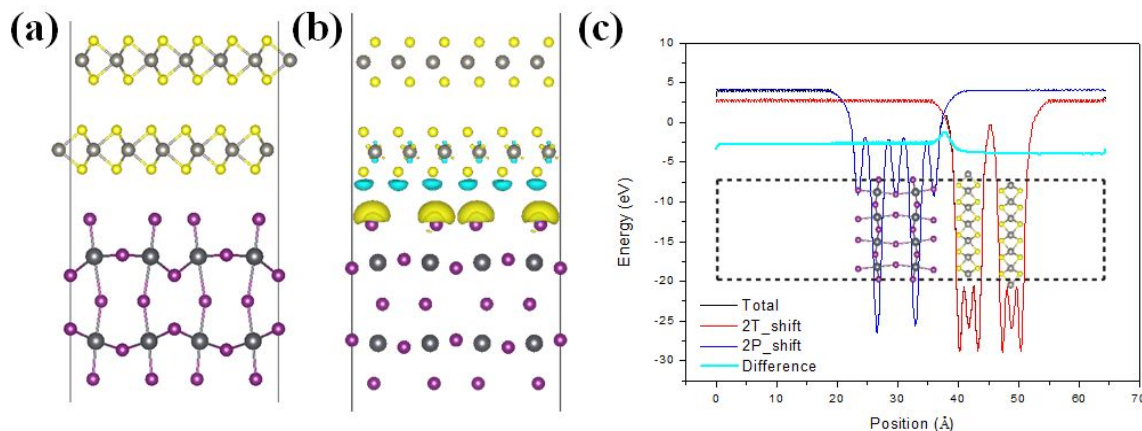 (a)
(b)
(c)
10
5
0
-5
-10
-15
-20
-25
-30
Energy (eV)
Total
2T_shift
2P_shift
Difference
0 10 20 30 40 50 60 70
Position (Å)